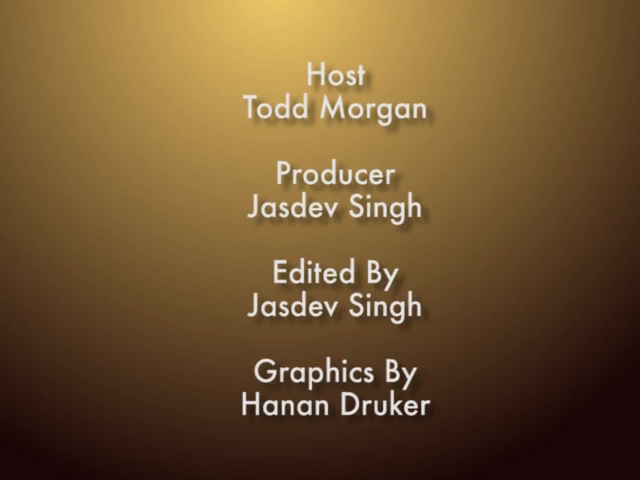 Host
Todd Morgan
Producer
Jasdev Singh
Edited By
Jasdev Singh
Graphics By
Hanan Druker